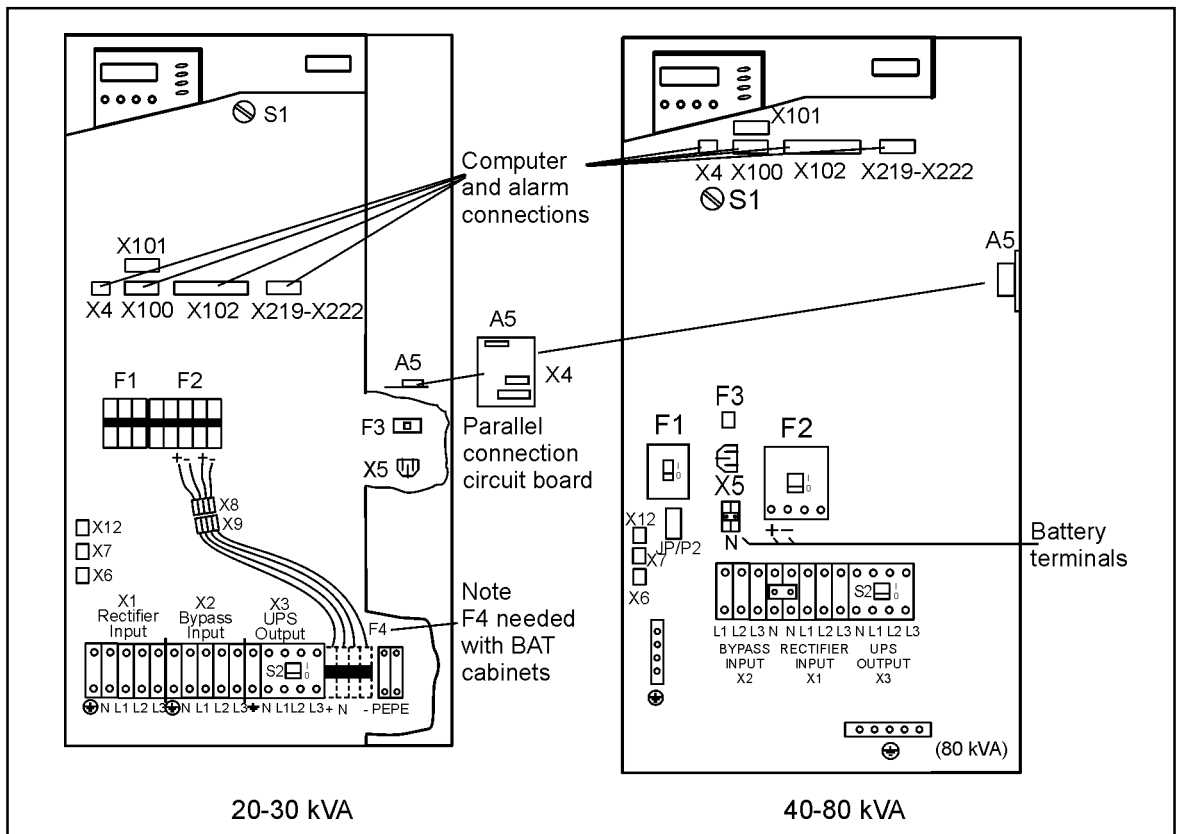 S1
X101
X4 X100 X102 X219-X222
Computer
and alarm
connections
F1 F2
+ - + -
X8
X9
X12
X7
X6
A5
F3
X5
A5
X4
Parallel
connection
circuit board
X1
Rectifier
Input
X2
Bypass
Input
X3
UPS
Output
S2
I
0
F4
N L1 L2 L3 N L1 L2 L3 N L1 L2 L3 + N - PE PE
Note
F4 needed
with BAT
cabinets
20-30 kVA
X101
X4 X100 X102 X219-X222
S1
A5
F1
I
0
F3
X5
F2
I
0
X12
X7
X6
JP/P2
N
+ -
Battery
terminals
S2
I
0
L1 L2 L3 N N L1 L2 L3 N L1 L2 L3
BYPASS
INPUT
X2
RECTIFIER
INPUT
X1
UPS
OUTPUT
X3
(80 kVA)
40-80 kVA